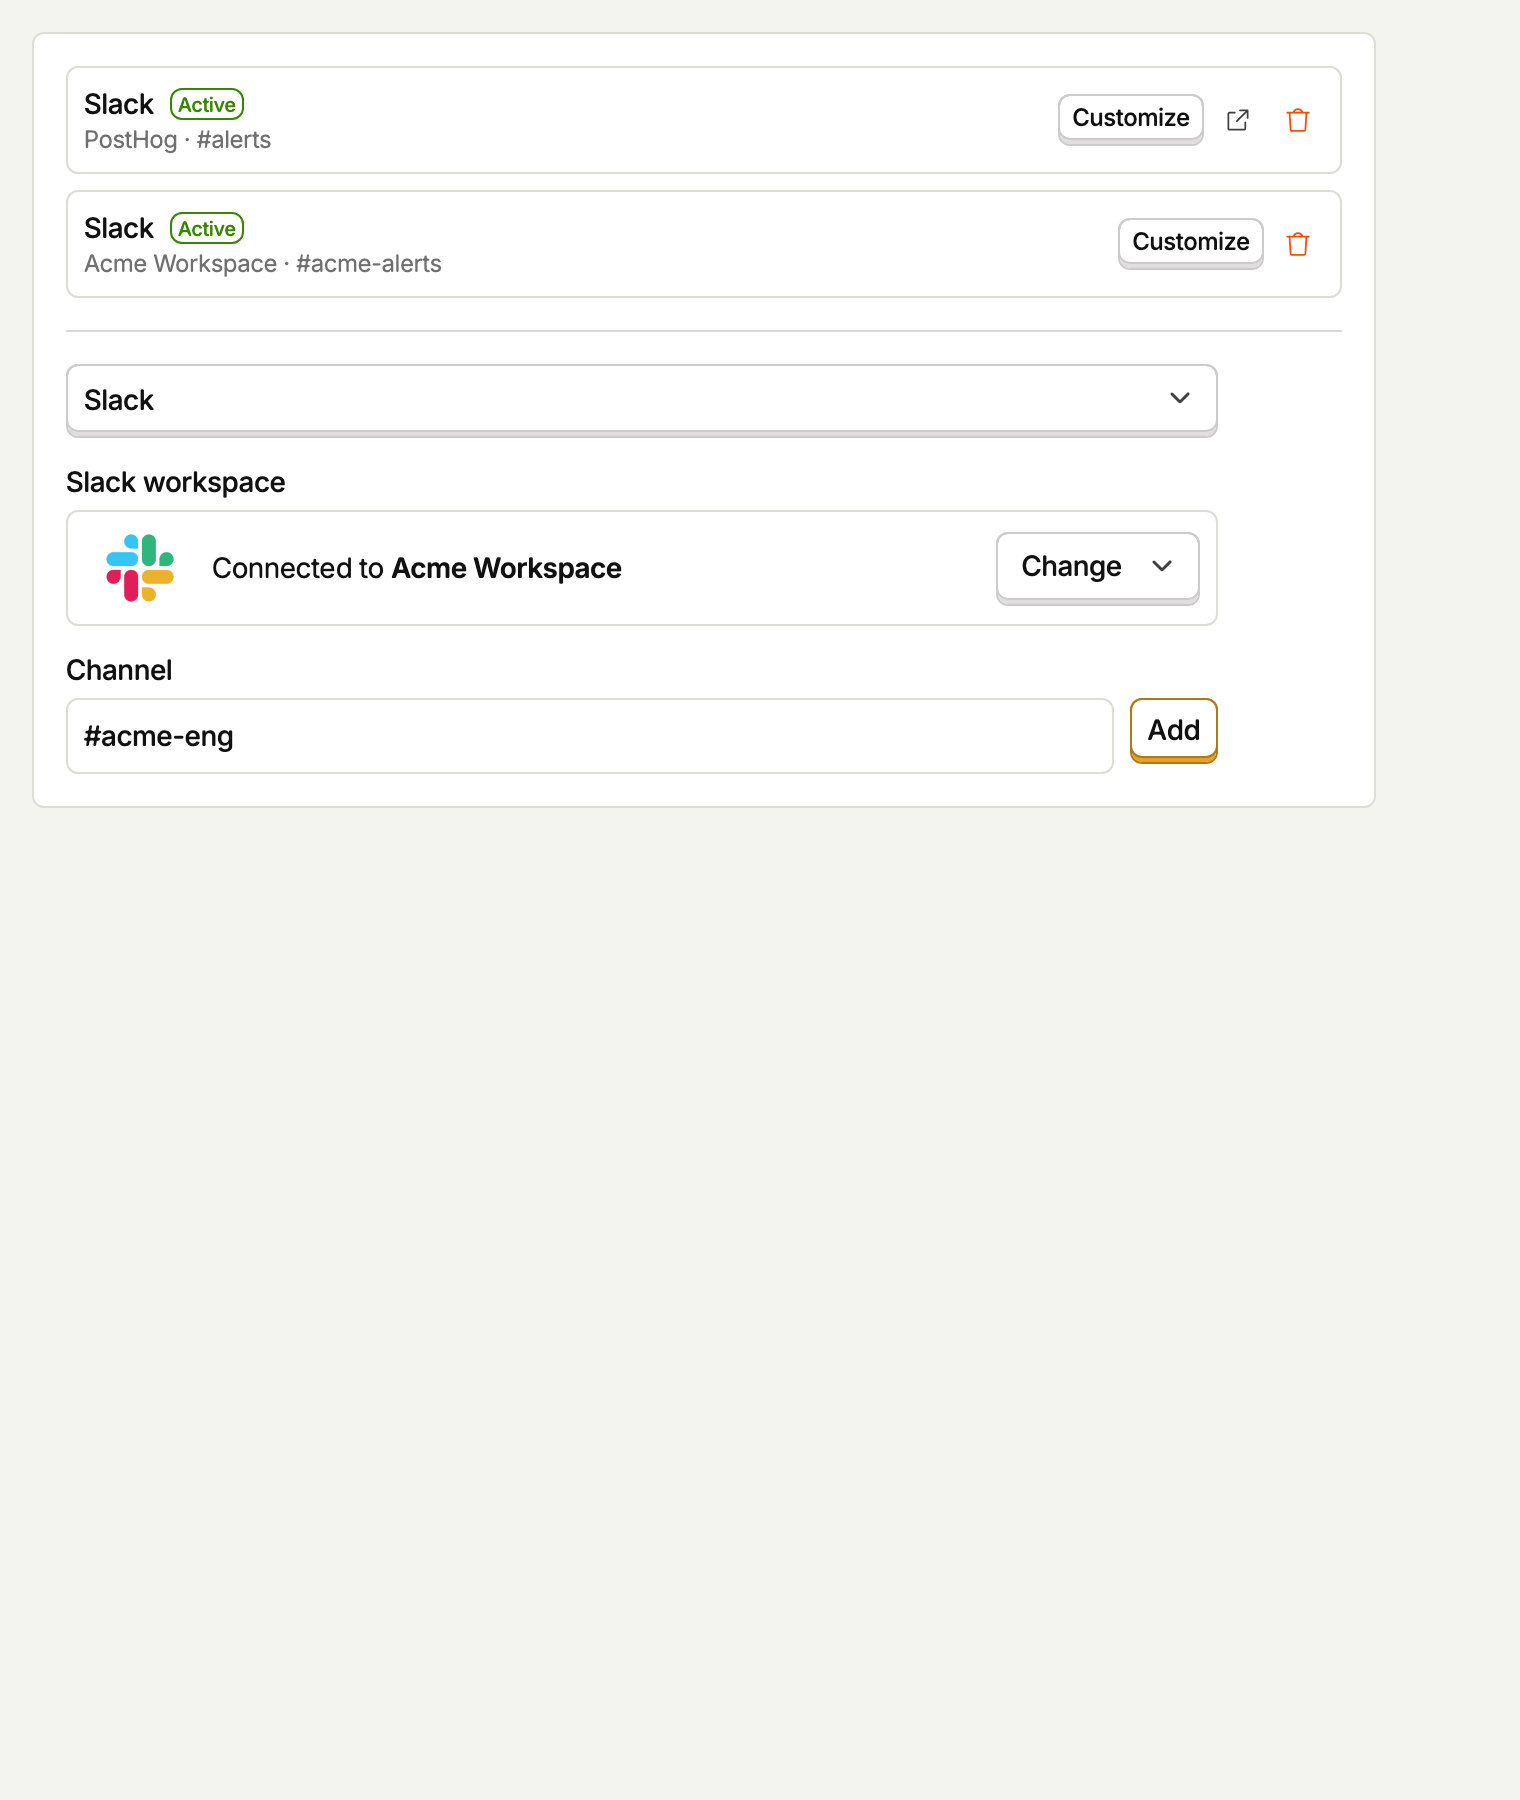 Slack Active
PostHog · #alerts
Customize
Slack Active
Acme Workspace · #acme-alerts
Customize
Slack
Slack workspace
Connected to Acme Workspace
Change
Channel
#acme-eng
Add